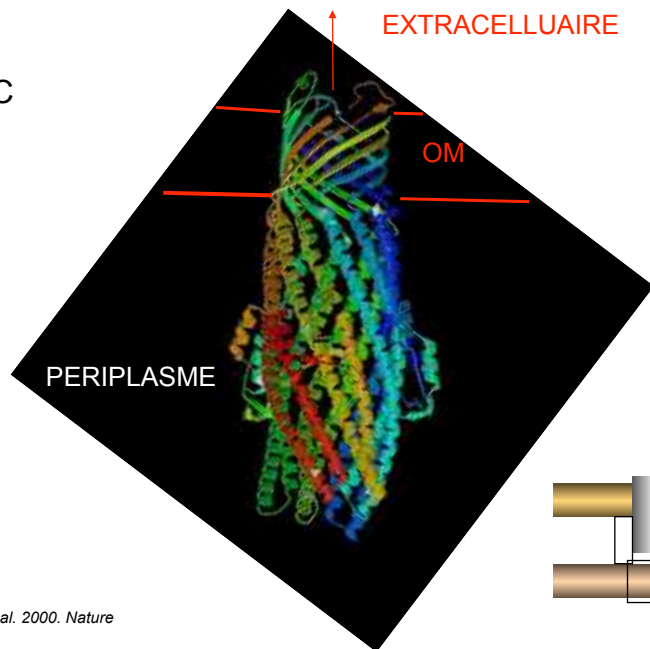 EXTRACELLUAIRE
C
OM
PERIPLASME
al. 2000. Nature